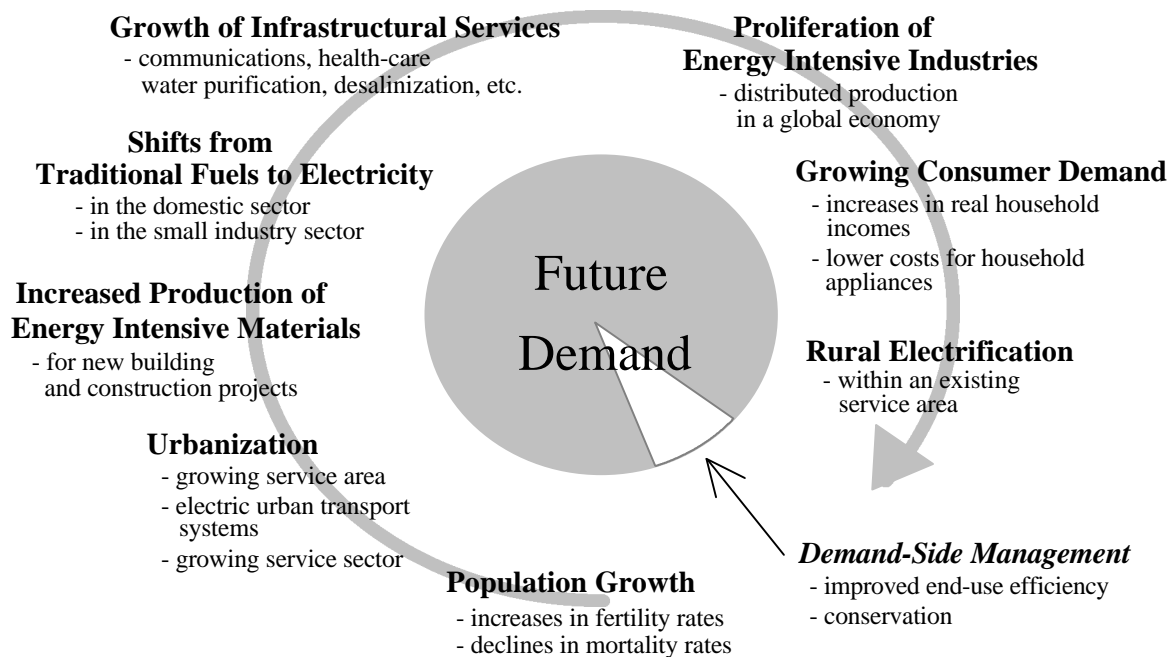 Growth of Infrastructural Services
- communications, health-care
water purification, desalinization, etc.
Proliferation of
Energy Intensive Industries
- distributed production
in a global economy
Shifts from
Traditional Fuels to Electricity
- in the domestic sector
- in the small industry sector
Growing Consumer Demand
- increases in real household
incomes
- lower costs for household
appliances
Future
Demand
Increased Production of
Energy Intensive Materials
- for new building
and construction projects
Rural Electrification
- within an existing
service area
Urbanization
- growing service area
- electric urban transport
systems
- growing service sector
Population Growth
- increases in fertility rates
- declines in mortality rates
Demand-Side Management
- improved end-use efficiency
- conservation